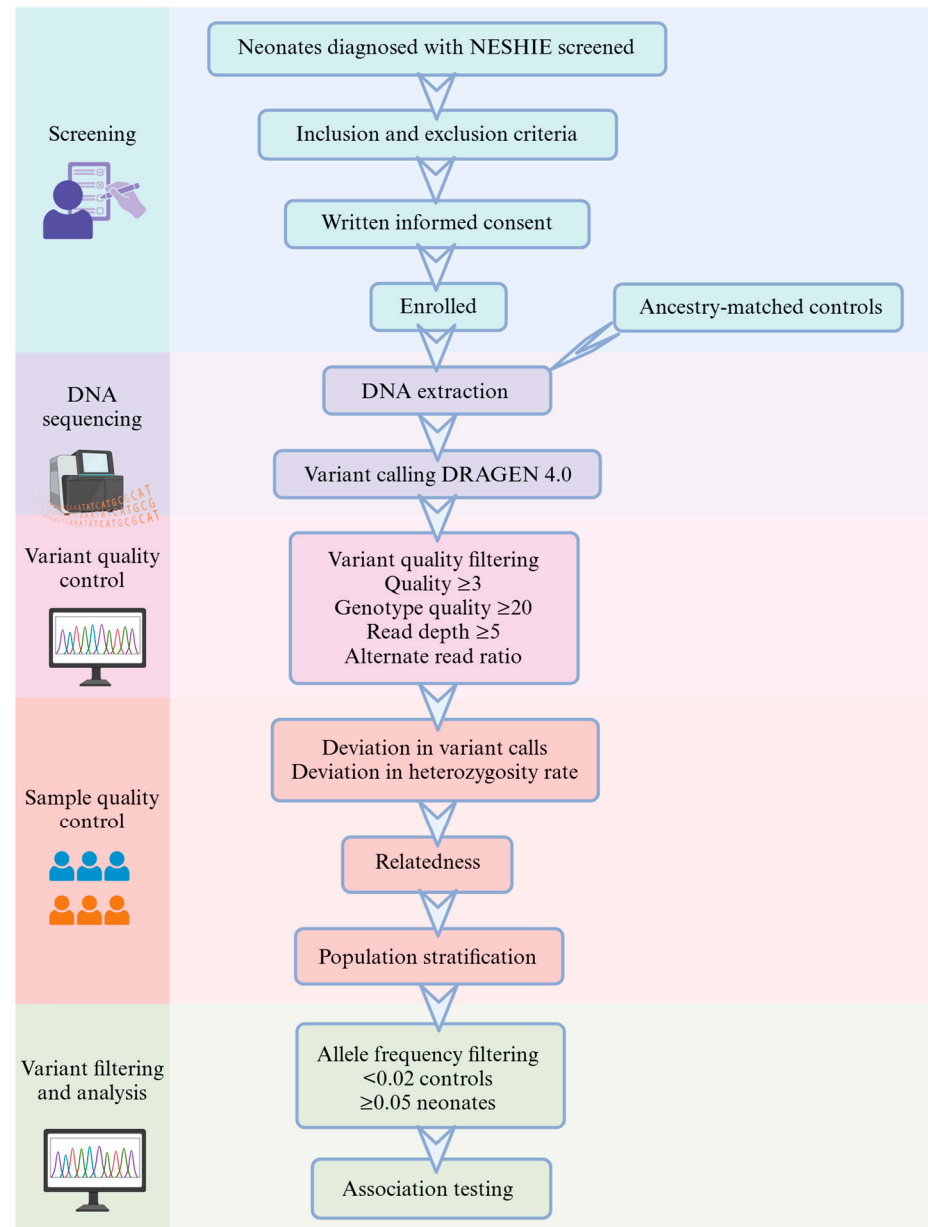 Neonates diagnosed with NESHIE screened
Screening
Inclusion and exclusion criteria
Written informed consent
Enrolled
Ancestry-matched controls
DNA
sequencing
DNA extraction
Variant calling DRAGEN 4.0
Variant quality
control
Variant quality filtering
Quality ≥3
Genotype quality ≥20
Read depth ≥5
Alternate read ratio
Sample quality
control
Deviation in variant calls
Deviation in heterozygosity rate
Relatedness
Population stratification
Variant filtering
and analysis
Allele frequency filtering
<0.02 controls
≥0.05 neonates
Association testing